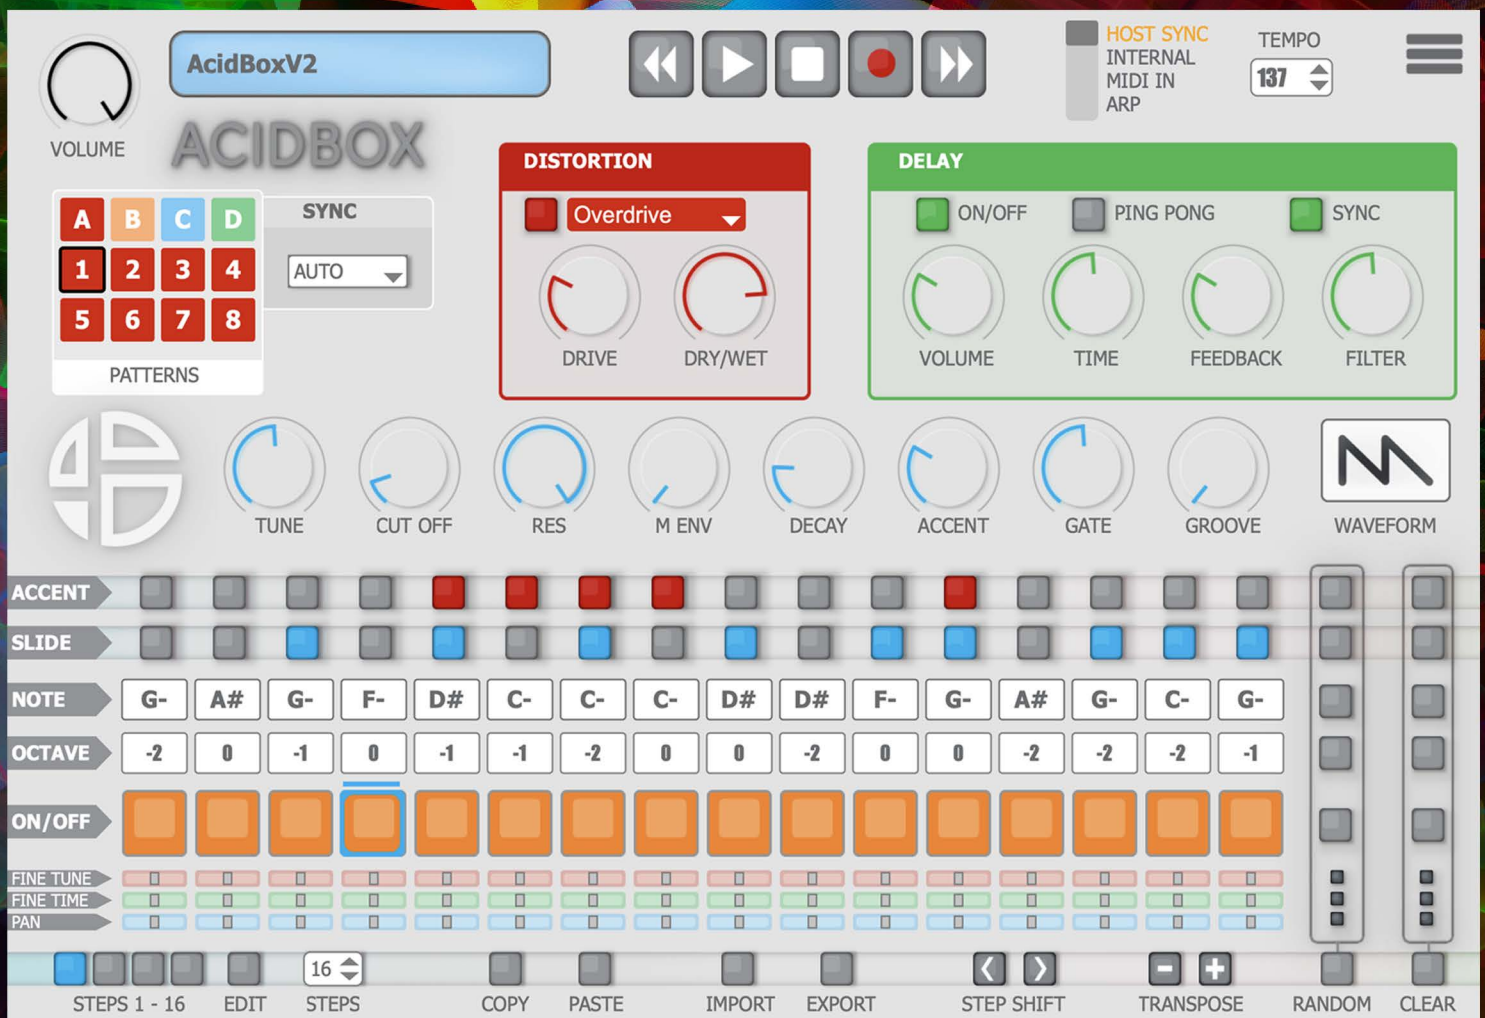 AcidBoxV2
HOST SYNC
INTERNAL
MIDI IN
ARP
TEMPO
137
VOLUME
ACIDBOX
DISTORTION
DELAY
A B C D
1 2 3 4
5 6 7 8
PATTERNS
SYNC
AUTO
Overdrive
DRIVE DRY/WET
ON/OFF PING PONG SYNC
VOLUME TIME FEEDBACK FILTER
TUNE CUT OFF RES M ENV DECAY ACCENT GATE GROOVE WAVEFORM
ACCENT
SLIDE
NOTE G- A# G- F- D# C- C- C- D# D# F- G- A# G- C- G-
OCTAVE -2 0 -1 0 -1 -1 -2 0 0 -2 0 0 -2 -2 -2 -1
ON/OFF
FINE TUNE
FINE TIME
PAN
16
STEPS 1 - 16 EDIT STEPS COPY PASTE IMPORT EXPORT STEP SHIFT TRANSPOSE RANDOM CLEAR